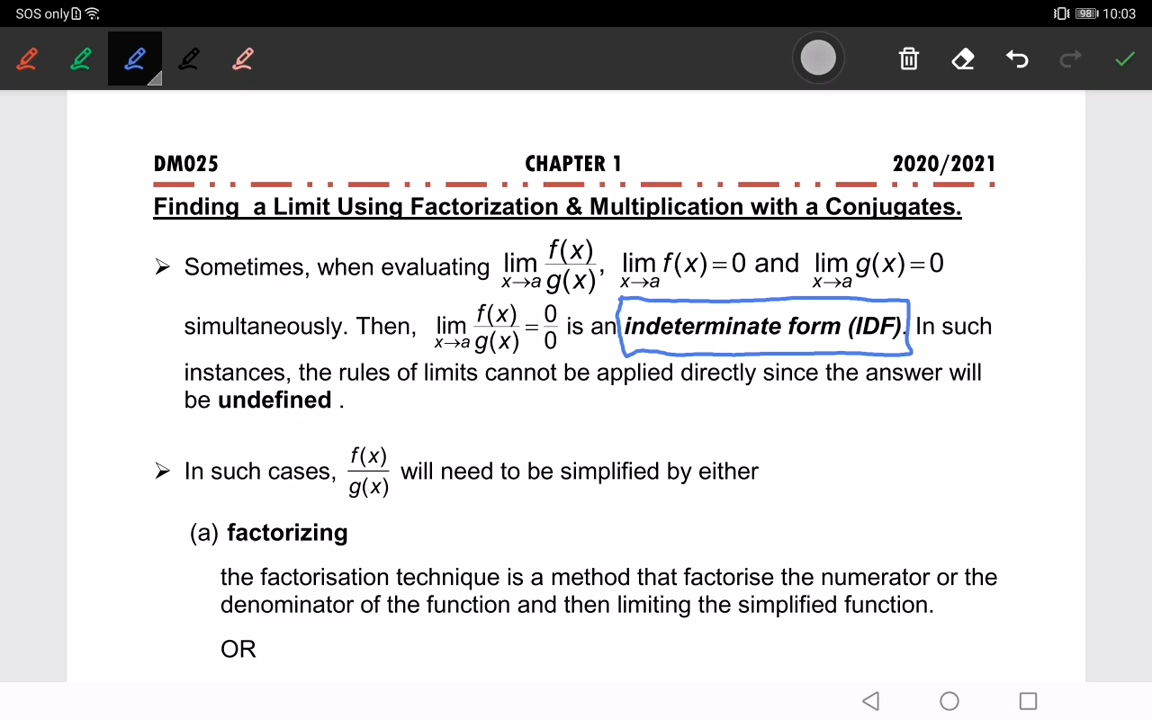 SOS only
98 10:03
DM025 CHAPTER 1 2020/2021
Finding a Limit Using Factorization & Multiplication with a Conjugates.
➢ Sometimes, when evaluating lim x→a f(x)/g(x), lim x→a f(x)=0 and lim x→a g(x)=0
simultaneously. Then, lim x→a f(x)/g(x) = 0/0 is an indeterminate form (IDF). In such
instances, the rules of limits cannot be applied directly since the answer will
be undefined .
➢ In such cases, f(x)/g(x) will need to be simplified by either
(a) factorizing
the factorisation technique is a method that factorise the numerator or the
denominator of the function and then limiting the simplified function.
OR